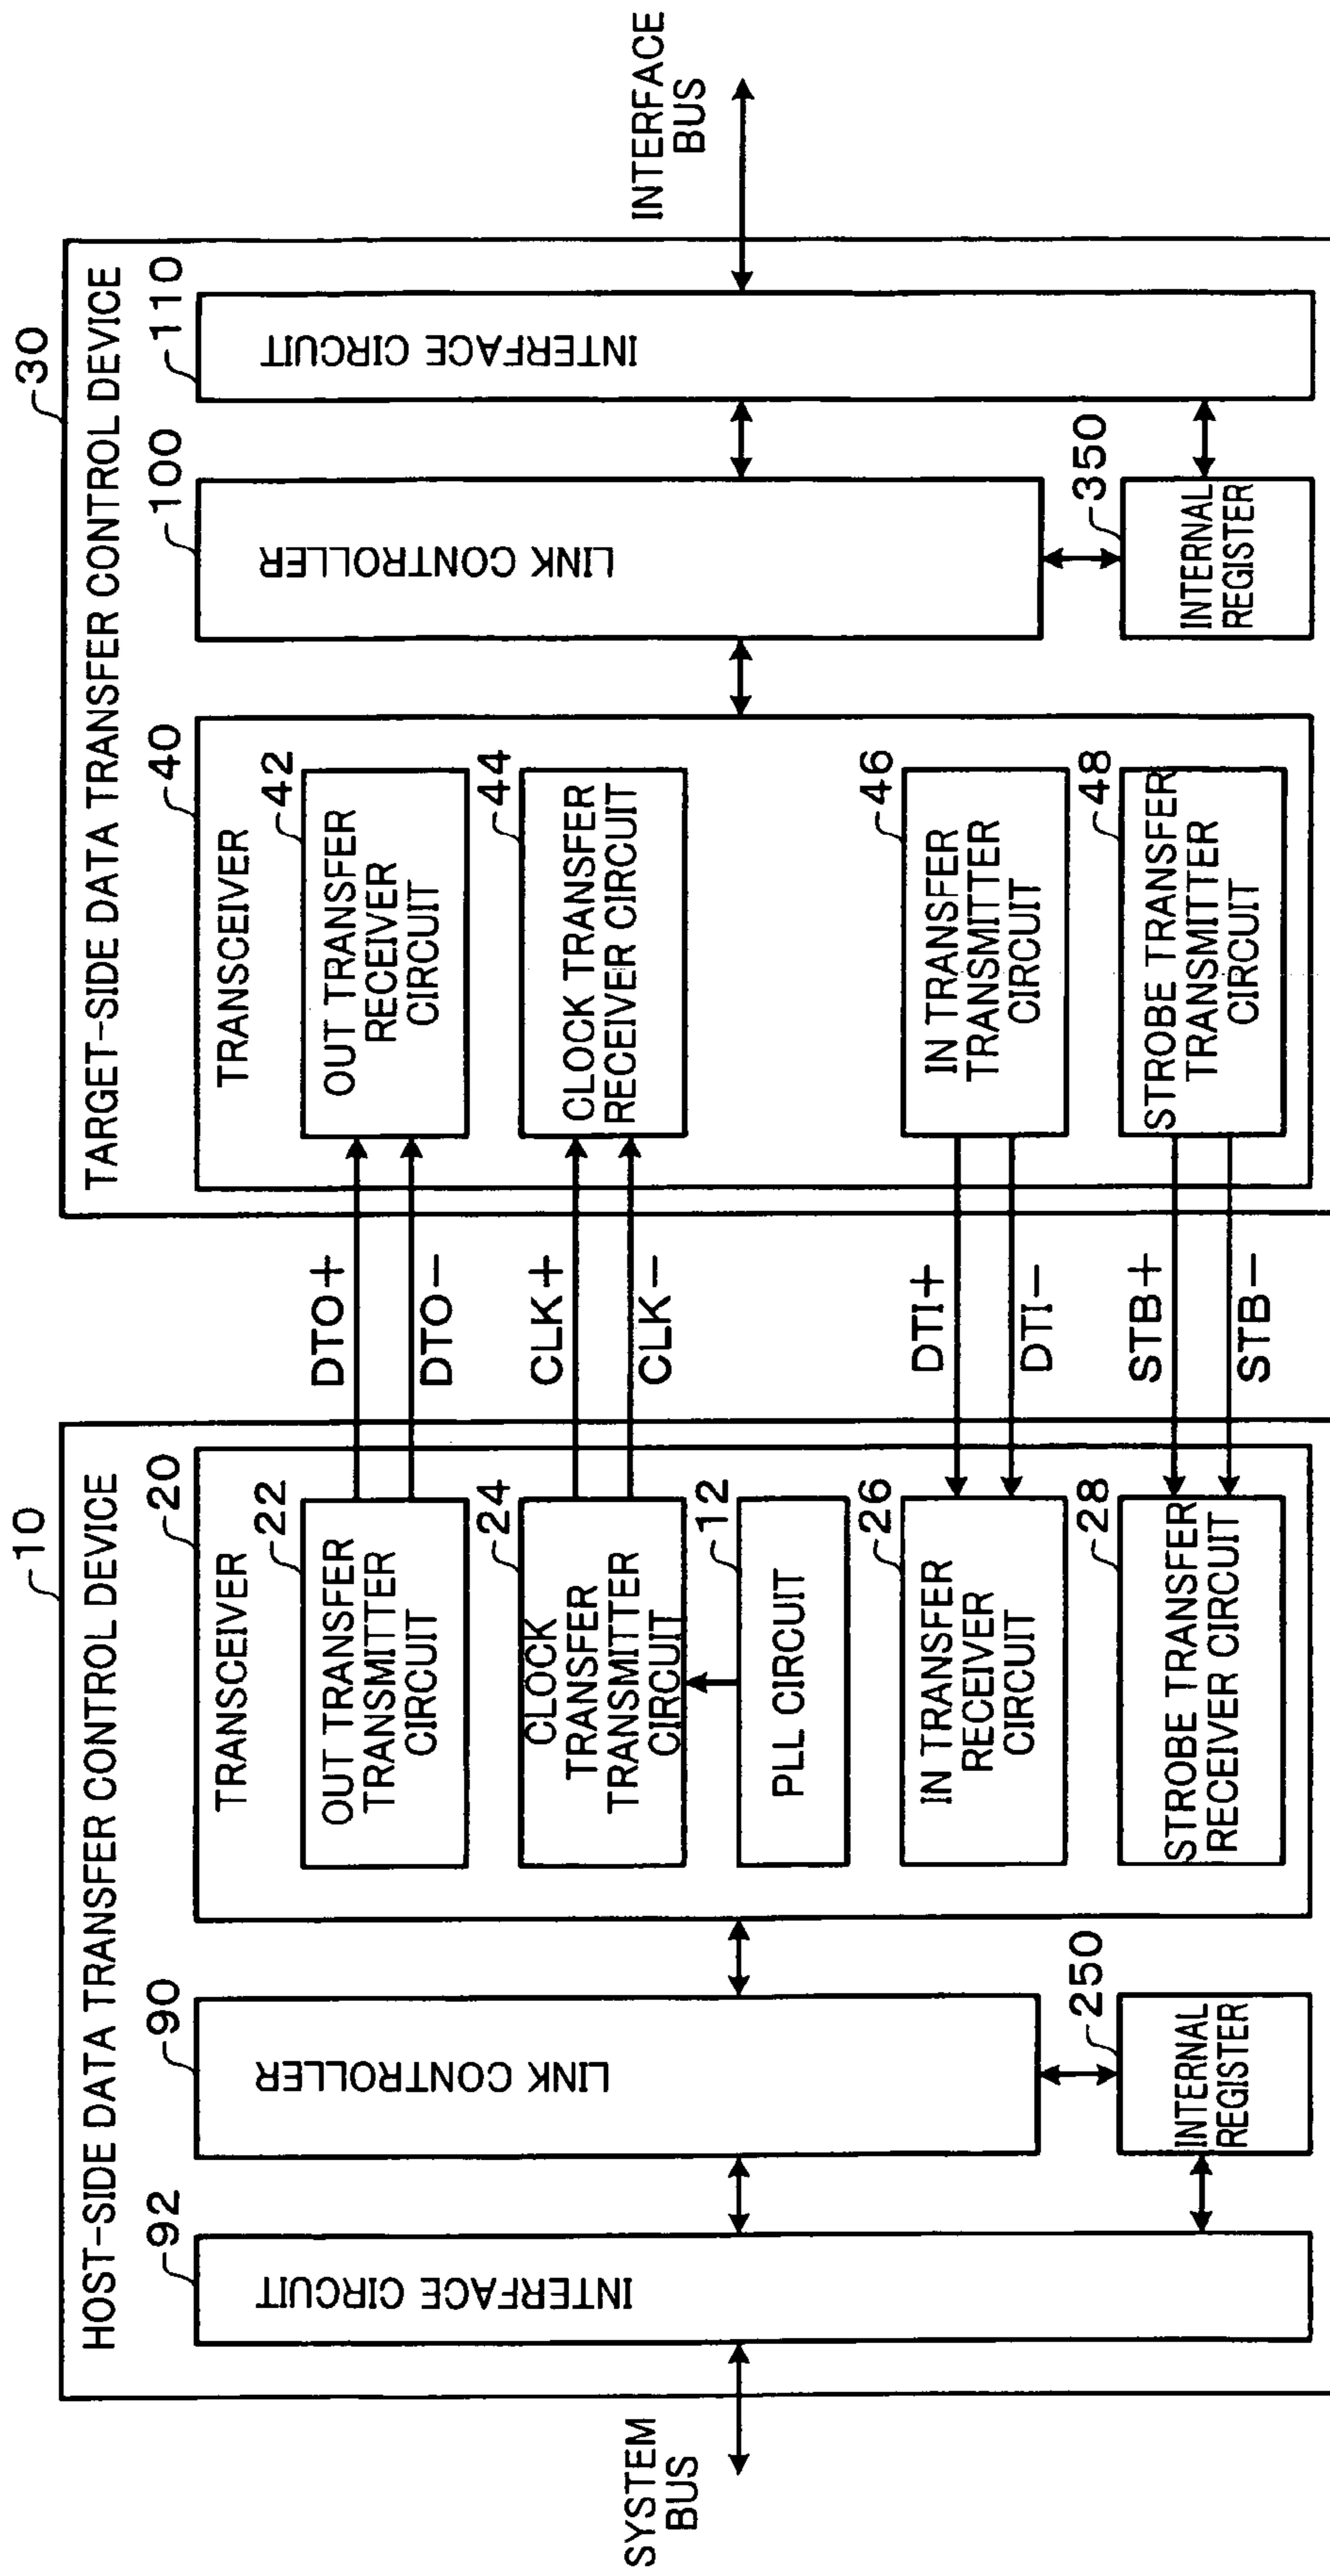 10
HOST-SIDE DATA TRANSFER CONTROL DEVICE
SYSTEM
BUS
92
INTERFACE CIRCUIT
90
LINK CONTROLLER
250
INTERNAL
REGISTER
20
TRANSCEIVER
22
OUT TRANSFER
TRANSMITTER
CIRCUIT
24
CLOCK
TRANSFER
TRANSMITTER
CIRCUIT
12
PLL CIRCUIT
26
IN TRANSFER
RECEIVER
CIRCUIT
28
STROBE TRANSFER
RECEIVER CIRCUIT
DTO+
DTO-
CLK+
CLK-
DTI+
DTI-
STB+
STB-
30
TARGET-SIDE DATA TRANSFER CONTROL DEVICE
40
TRANSCEIVER
42
OUT TRANSFER
RECEIVER
CIRCUIT
44
CLOCK TRANSFER
RECEIVER CIRCUIT
46
IN TRANSFER
TRANSMITTER
CIRCUIT
48
STROBE TRANSFER
TRANSMITTER
CIRCUIT
100
LINK CONTROLLER
350
INTERNAL
REGISTER
110
INTERFACE CIRCUIT
INTERFACE
BUS